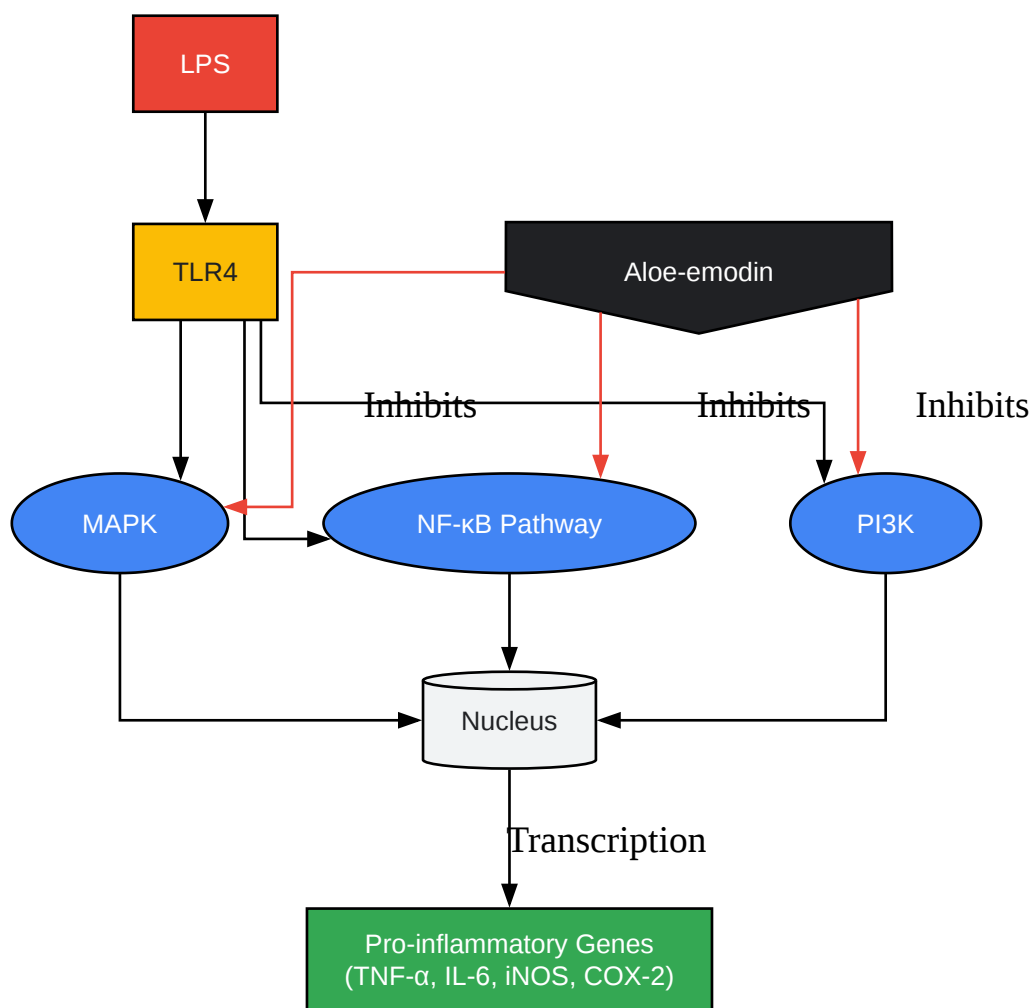 LPS
TLR4
Aloe-emodin
Inhibits
Inhibits
Inhibits
MAPK
NF-κB Pathway
PI3K
Nucleus
Transcription
Pro-inflammatory Genes
(TNF-α, IL-6, iNOS, COX-2)